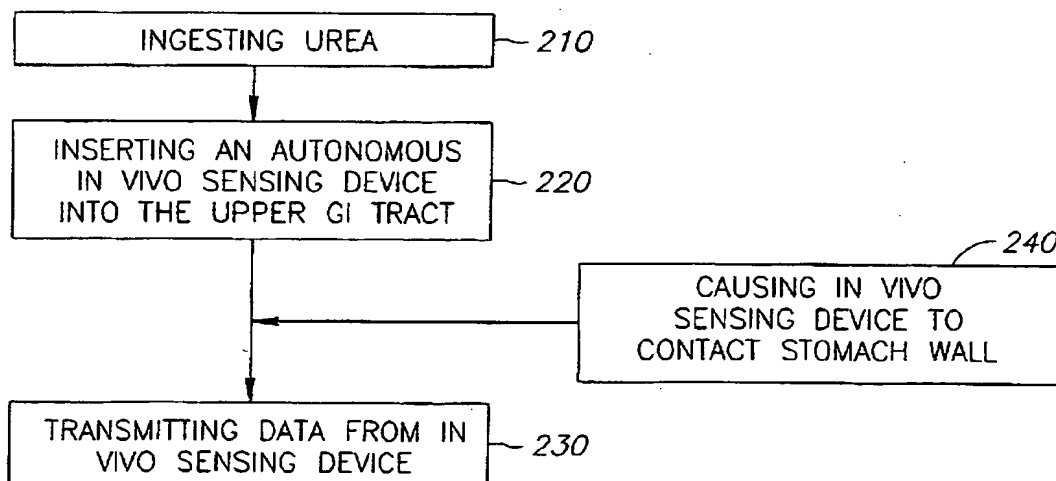 INGESTING UREA
210
INSERTING AN AUTONOMOUS
IN VIVO SENSING DEVICE
INTO THE UPPER GI TRACT
220
240
CAUSING IN VIVO
SENSING DEVICE TO
CONTACT STOMACH WALL
TRANSMITTING DATA FROM IN
VIVO SENSING DEVICE
230